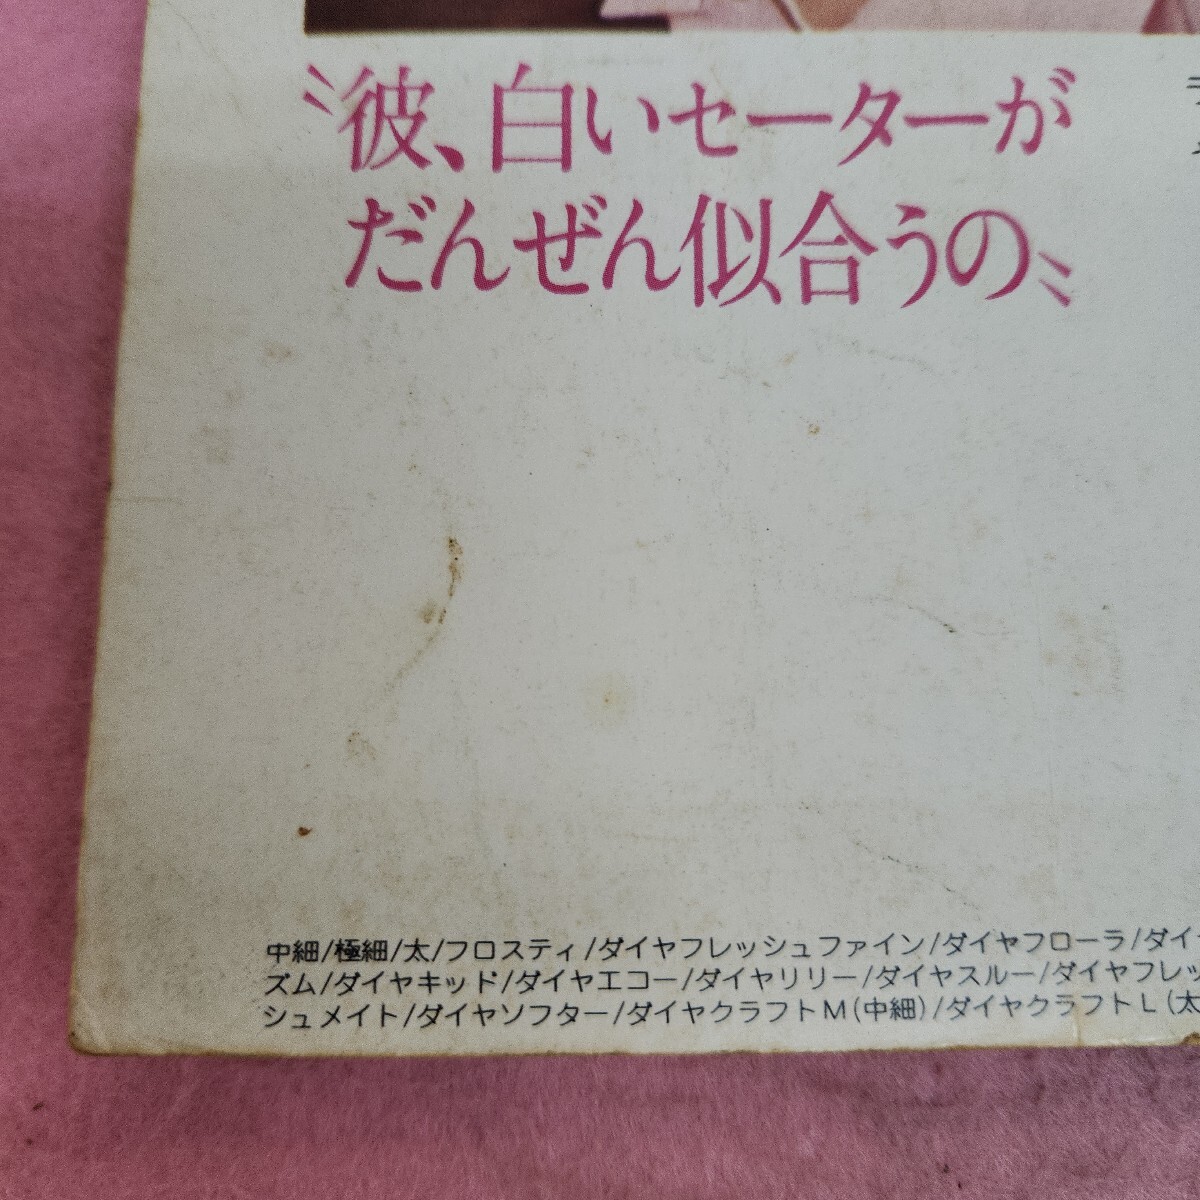 〝彼、白いセーターが
だんぜん似合うの〟
中細/極細/太/フロスティ/ダイヤフレッシュファイン/ダイヤフローラ/ダイ
ズム/ダイヤキッド/ダイヤエコー/ダイヤリリー/ダイヤスルー/ダイヤフレッ
シュメイト/ダイヤソフター/ダイヤクラフトM(中細)/ダイヤクラフトL(太